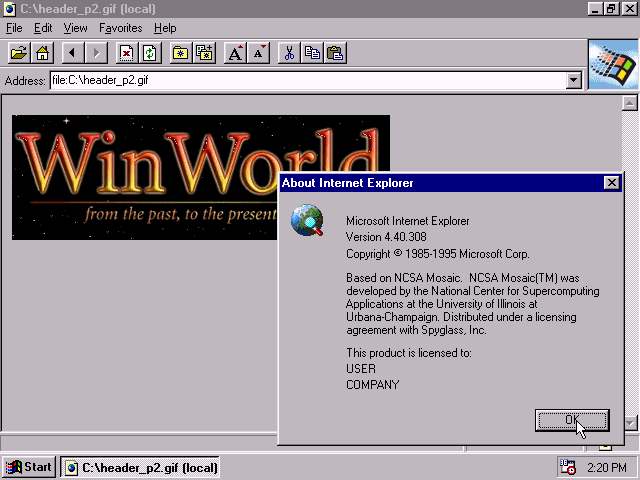 C:\header_p2.gif (local)
File Edit View Favorites Help
A A
Address: file:C:\header_p2.gif
WinWorld
from the past, to the present
About Internet Explorer
Microsoft Internet Explorer
Version 4.40.308
Copyright © 1985-1995 Microsoft Corp.
Based on NCSA Mosaic. NCSA Mosaic(TM) was
developed by the National Center for Supercomputing
Applications at the University of Illinois at
Urbana-Champaign. Distributed under a licensing
agreement with Spyglass, Inc.
This product is licensed to:
USER
COMPANY
OK
Start C:\header_p2.gif (local) 2:20 PM